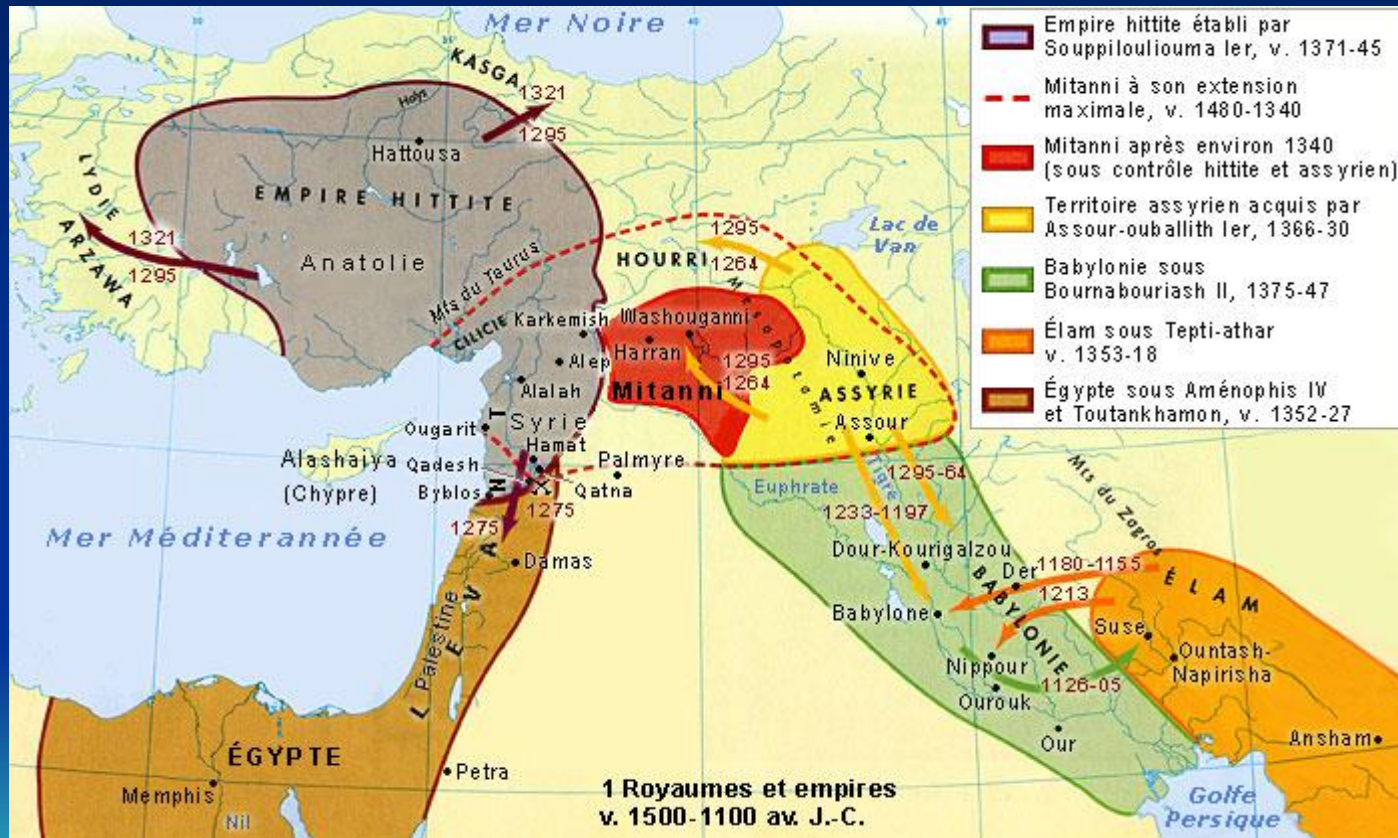 Mer Noire
KASGA
1321
1295
Halys
Hattousa
EMPIRE HITTITE
Anatolie
LYDIE
ARZAWA
1321
1295
Mts du Taurus
CILICIE
Lac de
Van
1295
1264
HOURRI
Mésopotamie
Karkemish
Washouganni
Harran
Alep
Alalah
Mitanni
1295
1264
Ninive
ASSYRIE
Assour
Syrie
Ougarit
Hamat
Alashaiya
(Chypre)
Qadesh
Palmyre
Qatna
Byblos
1275
1275
LEVANT
Mer Méditerannée
Damas
Palestine
Euphrate
Tigre
1295-64
1233-1197
Mts du Zogros
Dour-Kourigalzou
Der
1180-1155
ÉLAM
BABYLONIE
1213
Babylone
Suse
Ountash-
Napirisha
Nippour
1126-05
Ourouk
Our
Ansham
ÉGYPTE
Petra
Memphis
Nil
Golfe
Persique
1 Royaumes et empires
v. 1500-1100 av. J.-C.
Empire hittite établi par
Souppilouliouma Ier, v. 1371-45
Mitanni à son extension
maximale, v. 1480-1340
Mitanni après environ 1340
(sous contrôle hittite et assyrien)
Territoire assyrien acquis par
Assour-ouballith Ier, 1366-30
Babylonie sous
Bournabouriash II, 1375-47
Élam sous Tepti-athar
v. 1353-18
Égypte sous Aménophis IV
et Toutankhamon, v. 1352-27